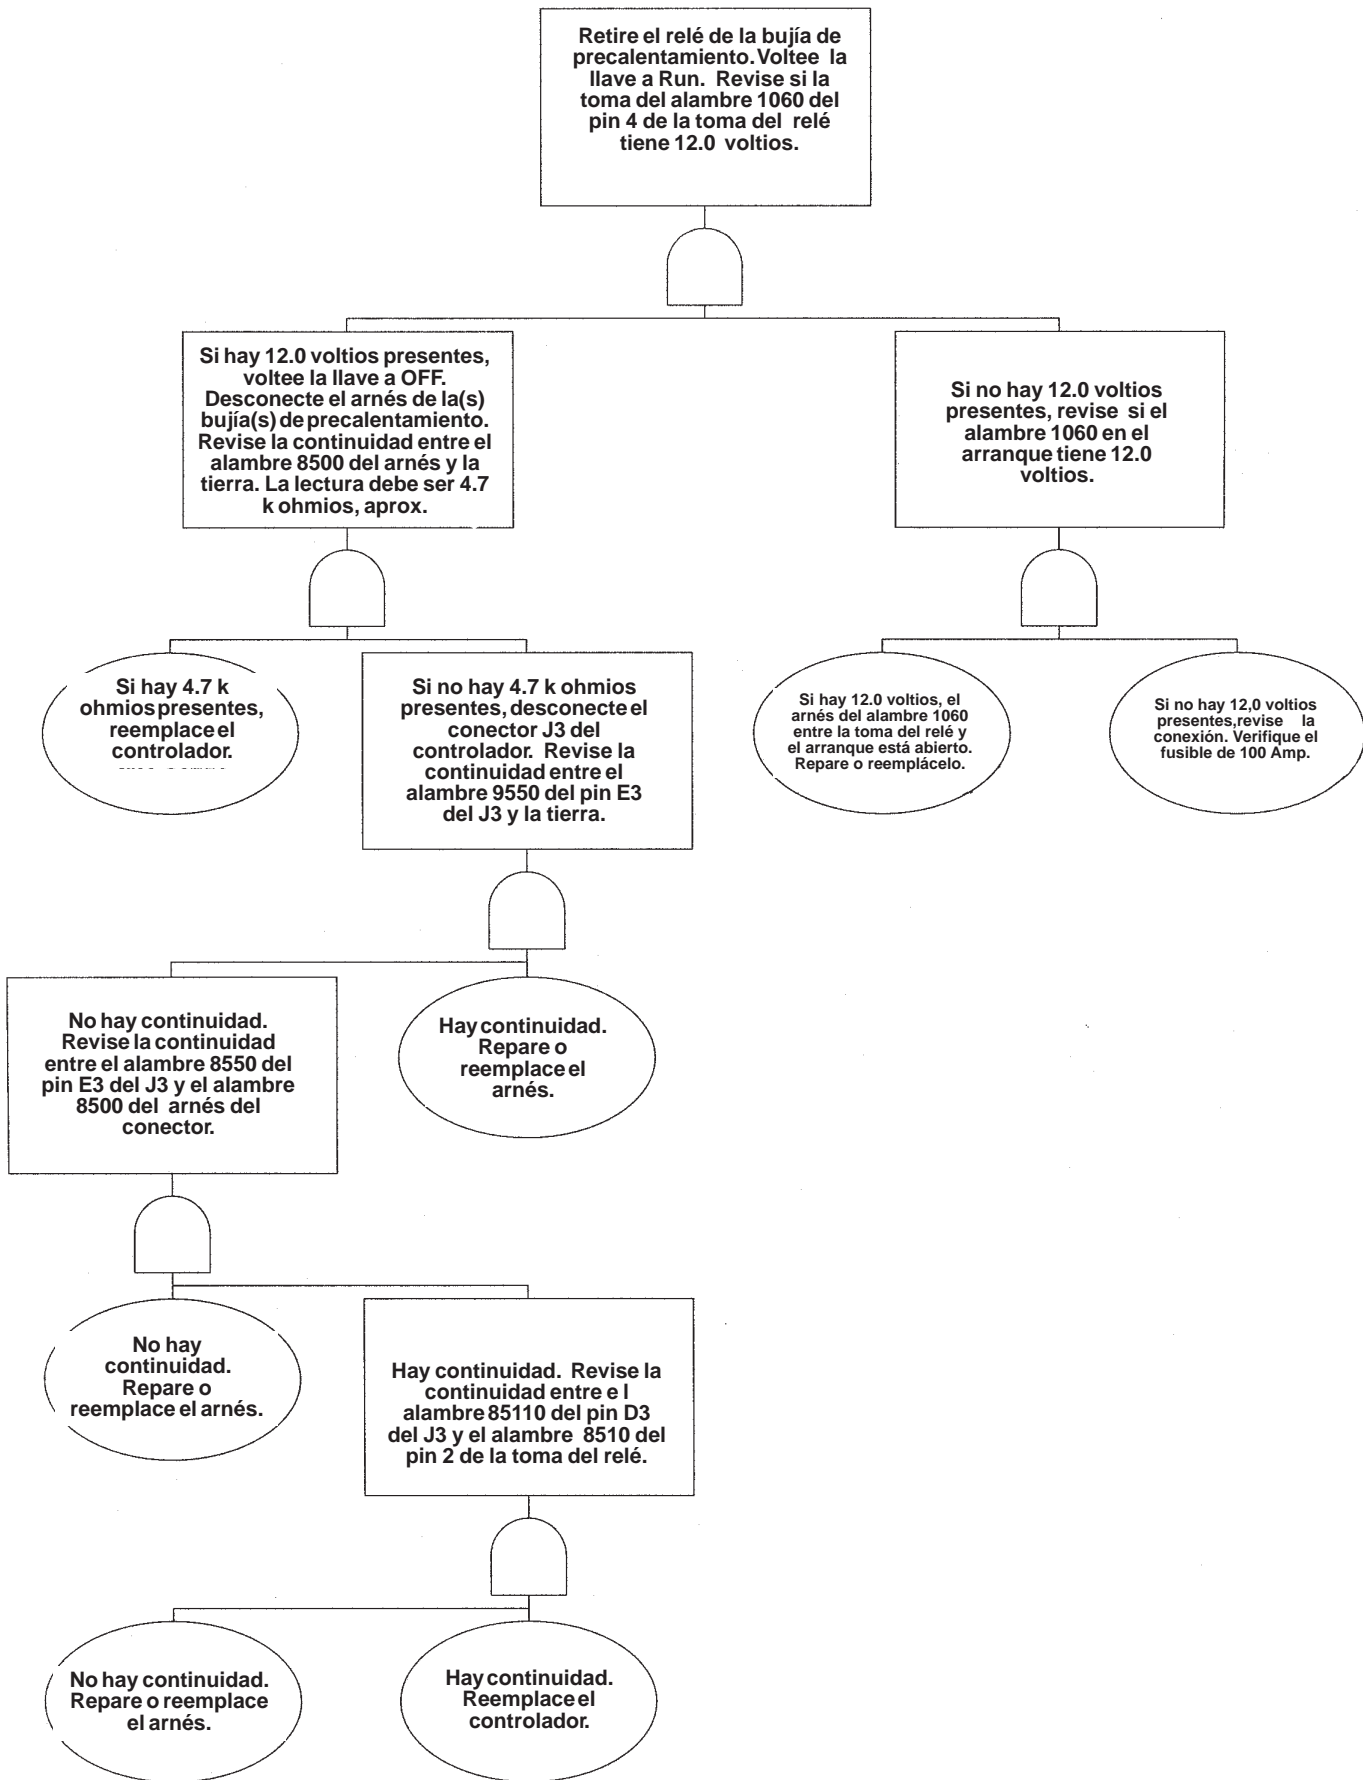 Retire el relé de la bujía de
precalentamiento. Voltee la
llave a Run. Revise si la
toma del alambre 1060 del
pin 4 de la toma del relé
tiene 12.0 voltios.
Si hay 12.0 voltios presentes,
voltee la llave a OFF.
Desconecte el arnés de la(s)
bujía(s) de precalentamiento.
Revise la continuidad entre el
alambre 8500 del arnés y la
tierra. La lectura debe ser 4.7
k ohmios, aprox.
Si no hay 12.0 voltios
presentes, revise si el
alambre 1060 en el
arranque tiene 12.0
voltios.
Si hay 4.7 k
ohmios presentes,
reemplace el
controlador.
Si no hay 4.7 k ohmios
presentes, desconecte el
conector J3 del
controlador. Revise la
continuidad entre el
alambre 9550 del pin E3
del J3 y la tierra.
Si hay 12.0 voltios, el
arnés del alambre 1060
entre la toma del relé y
el arranque está abierto.
Repare o reemplácelo.
Si no hay 12,0 voltios
presentes,revise la
conexión. Verifique el
fusible de 100 Amp.
No hay continuidad.
Revise la continuidad
entre el alambre 8550 del
pin E3 del J3 y el alambre
8500 del arnés del
conector.
Hay continuidad.
Repare o
reemplace el
arnés.
No hay
continuidad.
Repare o
reemplace el arnés.
Hay continuidad. Revise la
continuidad entre e l
alambre 85110 del pin D3
del J3 y el alambre 8510 del
pin 2 de la toma del relé.
No hay continuidad.
Repare o reemplace
el arnés.
Hay continuidad.
Reemplace el
controlador.